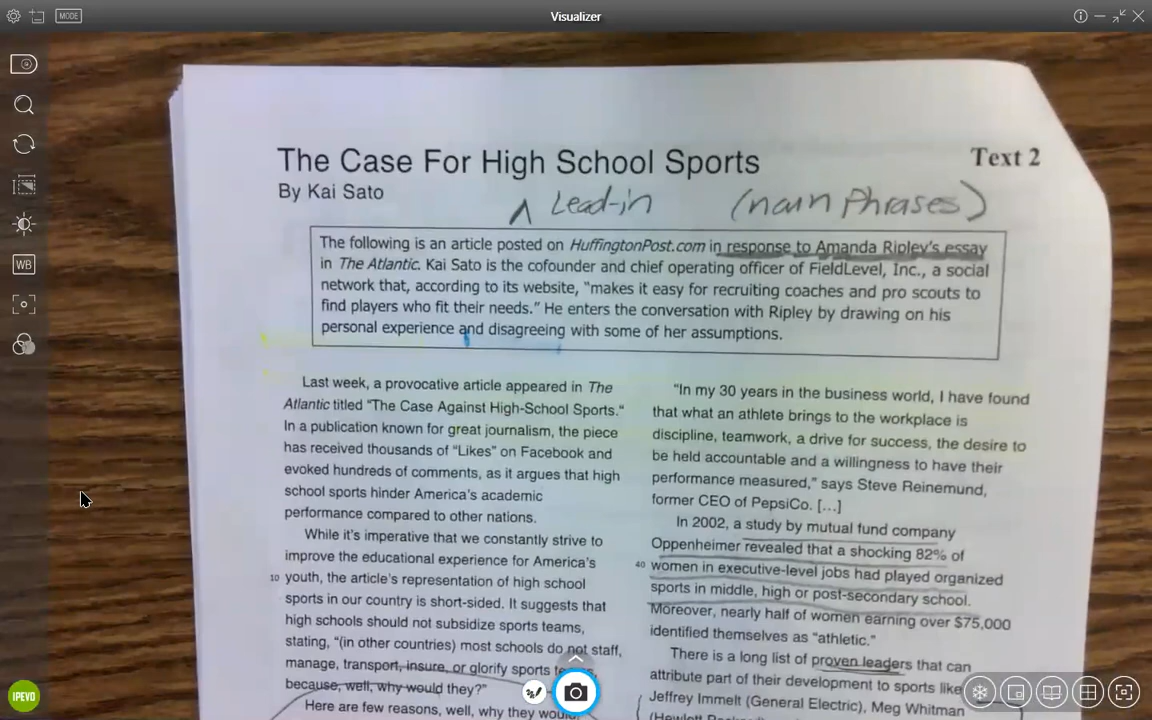 MODE
Visualizer
WB
IPEVO
The Case For High School Sports
Text 2
By Kai Sato
Lead-in
(noun Phrases)
The following is an article posted on HuffingtonPost.com in response to Amanda Ripley's essay
in The Atlantic. Kai Sato is the cofounder and chief operating officer of FieldLevel, Inc., a social
network that, according to its website, “makes it easy for recruiting coaches and pro scouts to
find players who fit their needs.” He enters the conversation with Ripley by drawing on his
personal experience and disagreeing with some of her assumptions.
Last week, a provocative article appeared in The
Atlantic titled “The Case Against High-School Sports.“
In a publication known for great journalism, the piece
has received thousands of “Likes” on Facebook and
evoked hundreds of comments, as it argues that high
school sports hinder America's academic
performance compared to other nations.
While it's imperative that we constantly strive to
improve the educational experience for America's
10 youth, the article's representation of high school
sports in our country is short-sided. It suggests that
high schools should not subsidize sports teams,
stating, “(in other countries) most schools do not staff,
manage, transport, insure, or glorify sports teams,
because, well, why would they?”
Here are few reasons, well, why they would.
“In my 30 years in the business world, I have found
that what an athlete brings to the workplace is
discipline, teamwork, a drive for success, the desire to
be held accountable and a willingness to have their
performance measured,” says Steve Reinemund,
former CEO of PepsiCo. [...]
In 2002, a study by mutual fund company
Oppenheimer revealed that a shocking 82% of
40 women in executive-level jobs had played organized
sports in middle, high or post-secondary school.
Moreover, nearly half of women earning over $75,000
identified themselves as “athletic.”
There is a long list of proven leaders that can
attribute part of their development to sports like
Jeffrey Immelt (General Electric), Meg Whitman
(Hewlett